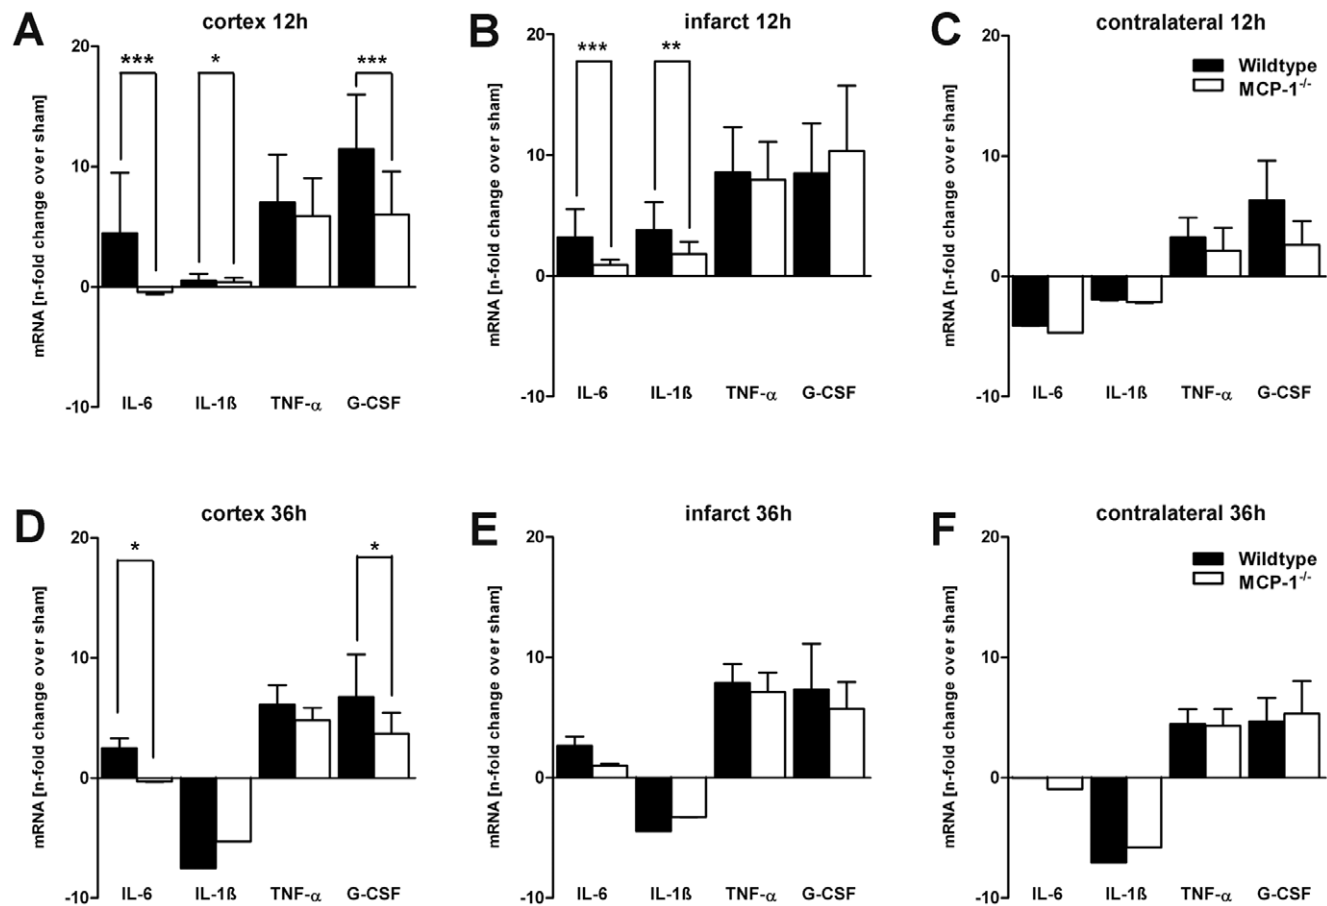 A
cortex 12h
20
10
0
-10
mRNA [n-fold change over sham]
***
*
***
IL-6
IL-1ß
TNF-α
G-CSF
B
infarct 12h
20
10
0
-10
mRNA [n-fold change over sham]
***
**
IL-6
IL-1ß
TNF-α
G-CSF
C
contralateral 12h
20
10
0
-10
mRNA [n-fold change over sham]
Wildtype
MCP-1-/-
IL-6
IL-1ß
TNF-α
G-CSF
D
cortex 36h
20
10
0
-10
mRNA [n-fold change over sham]
*
*
IL-6
IL-1ß
TNF-α
G-CSF
E
infarct 36h
20
10
0
-10
mRNA [n-fold change over sham]
IL-6
IL-1ß
TNF-α
G-CSF
F
contralateral 36h
20
10
0
-10
mRNA [n-fold change over sham]
Wildtype
MCP-1-/-
IL-6
IL-1ß
TNF-α
G-CSF